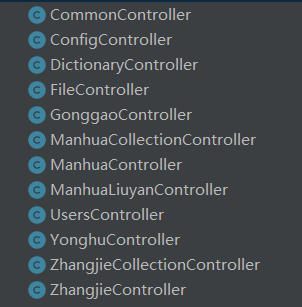 C CommonController
C ConfigController
C DictionaryController
C FileController
C GonggaoController
C ManhuaCollectionController
C ManhuaController
C ManhuaLiuyanController
C UsersController
C YonghuController
C ZhangjieCollectionController
C ZhangjieController